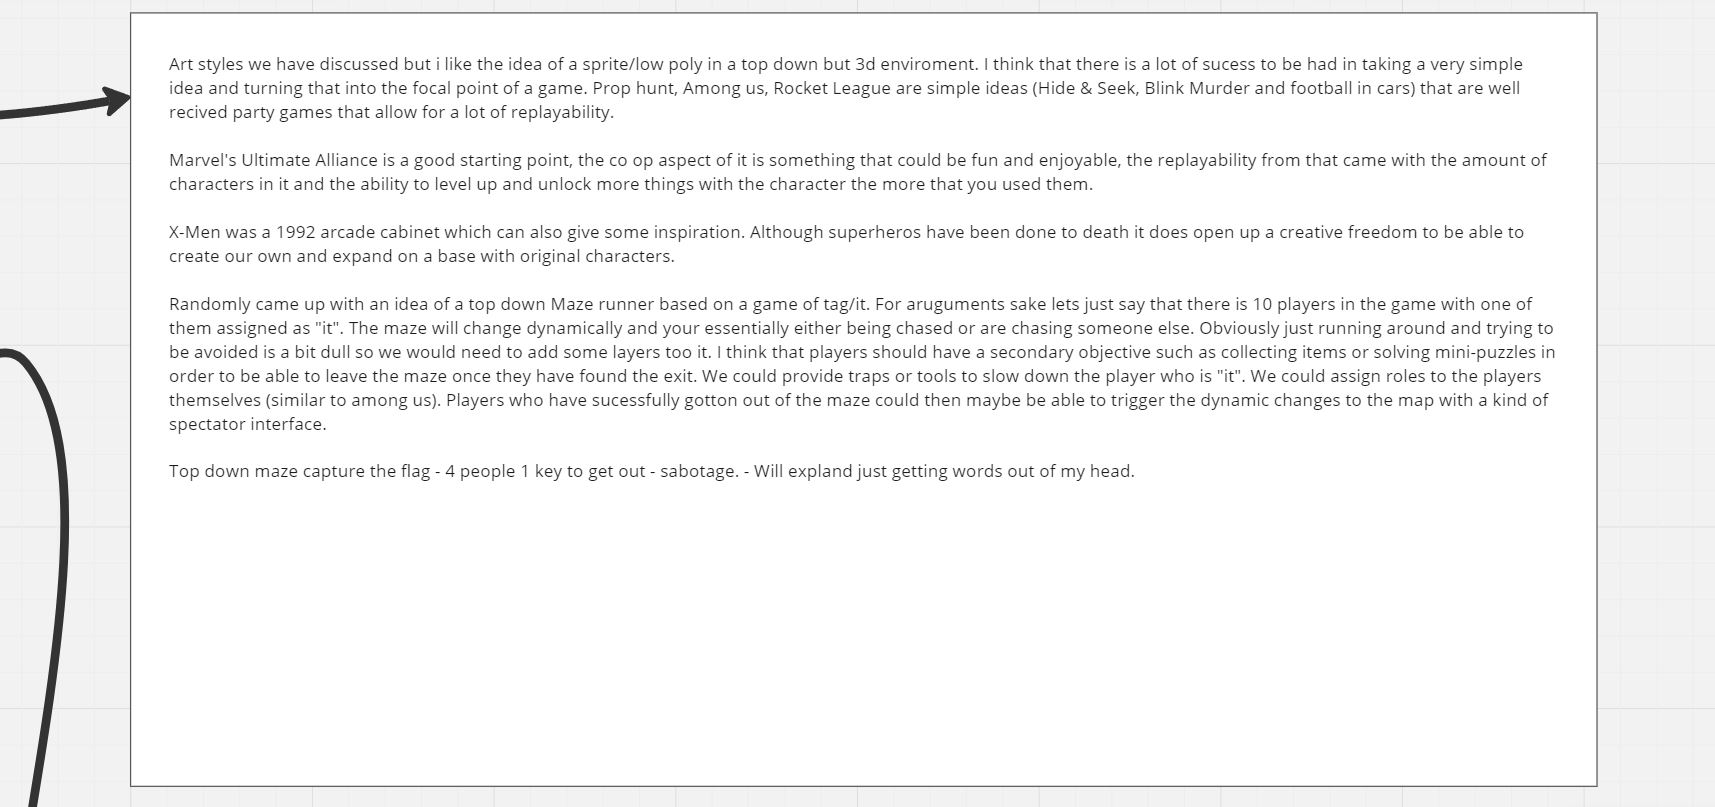 Art styles we have discussed but i like the idea of a sprite/low poly in a top down but 3d enviroment. I think that there is a lot of sucess to be had in taking a very simple
idea and turning that into the focal point of a game. Prop hunt, Among us, Rocket League are simple ideas (Hide & Seek, Blink Murder and football in cars) that are well
recived party games that allow for a lot of replayability.
Marvel's Ultimate Alliance is a good starting point, the co op aspect of it is something that could be fun and enjoyable, the replayability from that came with the amount of
characters in it and the ability to level up and unlock more things with the character the more that you used them.
X-Men was a 1992 arcade cabinet which can also give some inspiration. Although superheros have been done to death it does open up a creative freedom to be able to
create our own and expand on a base with original characters.
Randomly came up with an idea of a top down Maze runner based on a game of tag/it. For aruguments sake lets just say that there is 10 players in the game with one of
them assigned as "it". The maze will change dynamically and your essentially either being chased or are chasing someone else. Obviously just running around and trying to
be avoided is a bit dull so we would need to add some layers too it. I think that players should have a secondary objective such as collecting items or solving mini-puzzles in
order to be able to leave the maze once they have found the exit. We could provide traps or tools to slow down the player who is "it". We could assign roles to the players
themselves (similar to among us). Players who have sucessfully gotton out of the maze could then maybe be able to trigger the dynamic changes to the map with a kind of
spectator interface.
Top down maze capture the flag - 4 people 1 key to get out - sabotage. - Will expland just getting words out of my head.